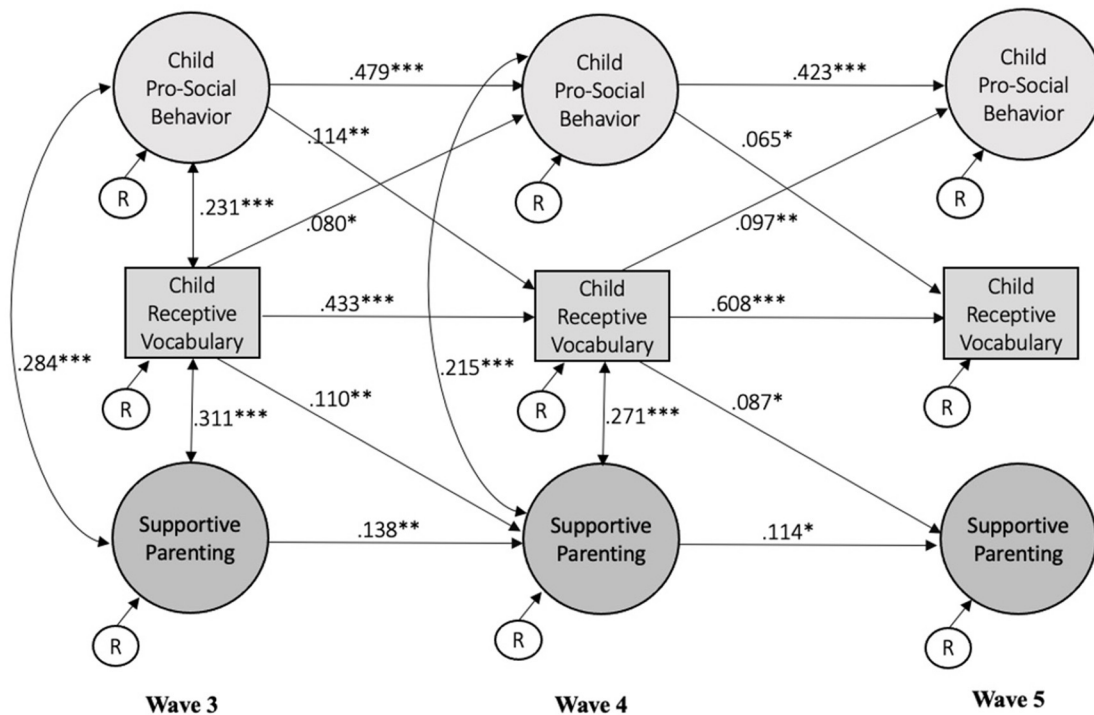 Child
Pro-Social
Behavior
Child
Pro-Social
Behavior
Child
Pro-Social
Behavior
.479***
.423***
.114**
.065*
R
R
R
.231***
.080*
.097**
Child
Receptive
Vocabulary
Child
Receptive
Vocabulary
Child
Receptive
Vocabulary
.433***
.608***
.284***
.215***
R
R
R
.110**
.087*
.311***
.271***
Supportive
Parenting
Supportive
Parenting
Supportive
Parenting
.138**
.114*
R
R
R
Wave 3
Wave 4
Wave 5